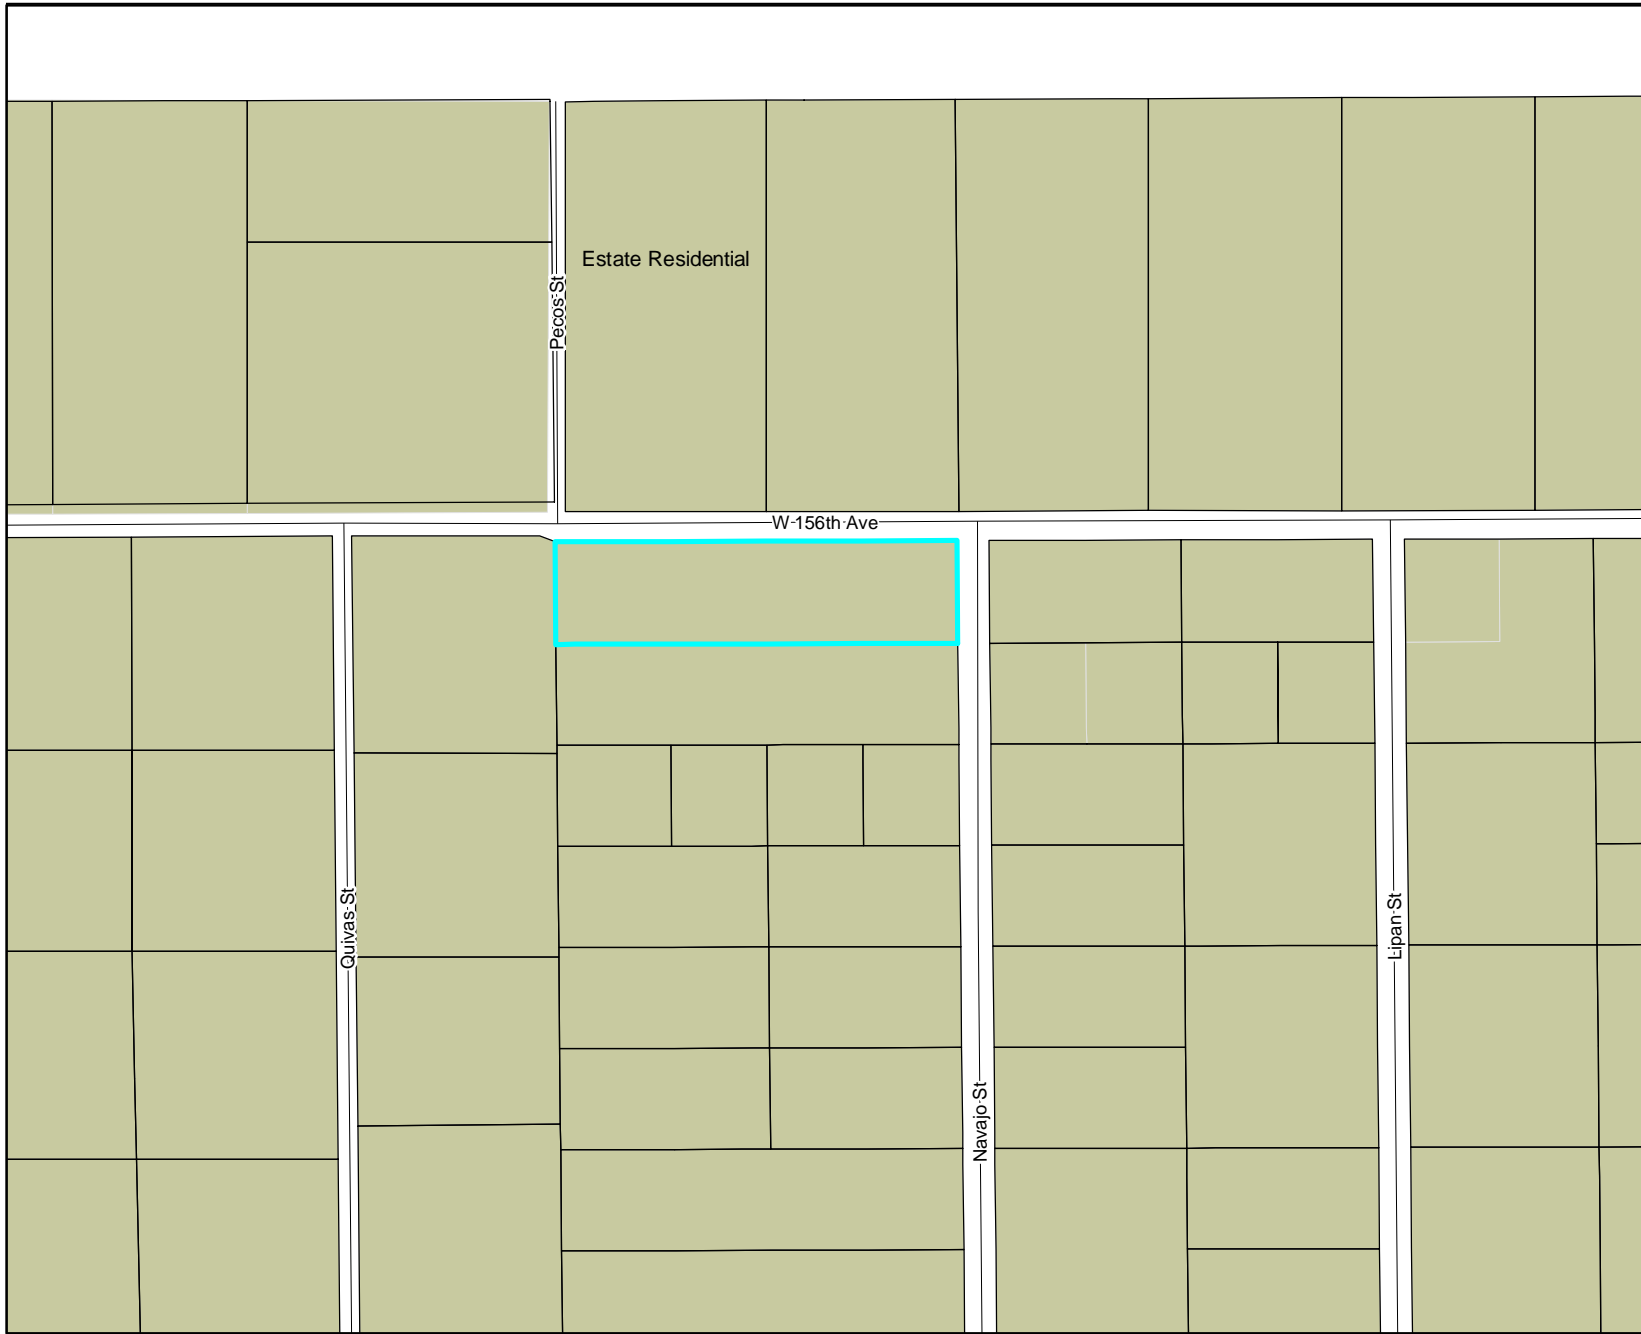 Estate Residential
Pecos St
W 156th Ave
Quivas St
Lipan St
Navajo St